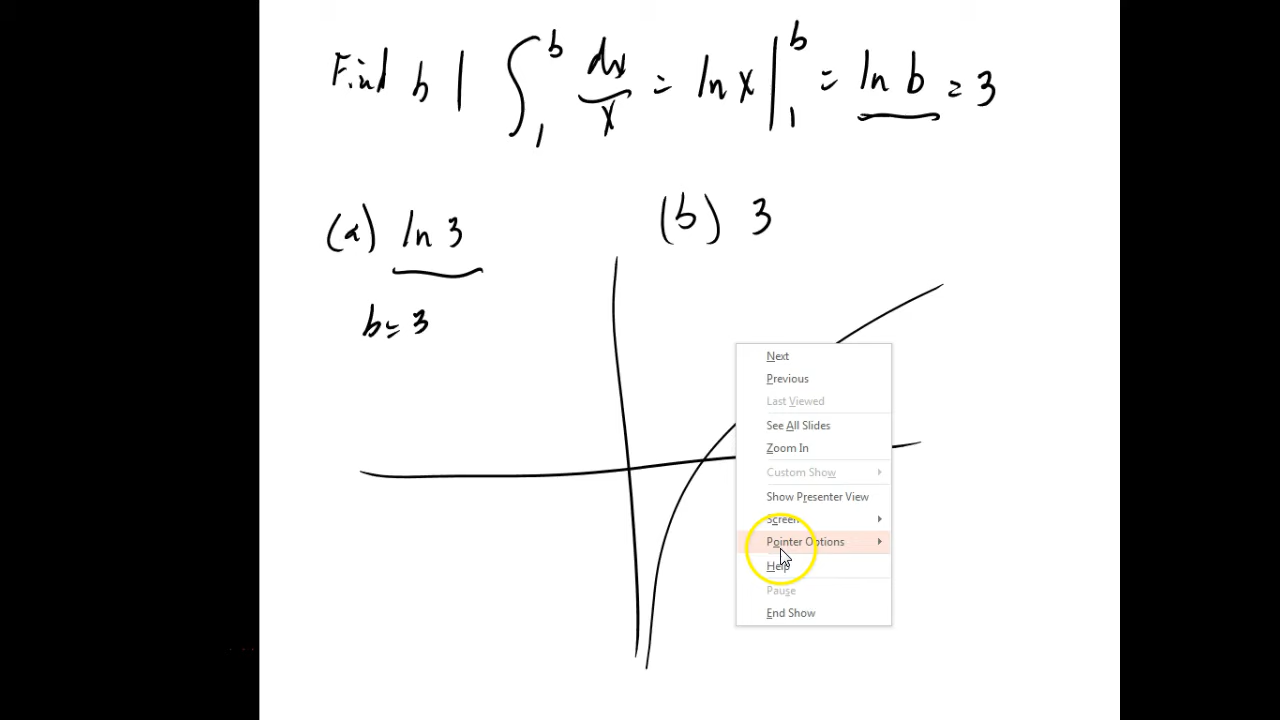 Find b | ∫₁ᵇ dx/x = ln x |₁ᵇ = ln b = 3
(a) ln 3
(b) 3
b = 3
Next
Previous
Last Viewed
See All Slides
Zoom In
Custom Show
Show Presenter View
Screen
Pointer Options
Help
Pause
End Show